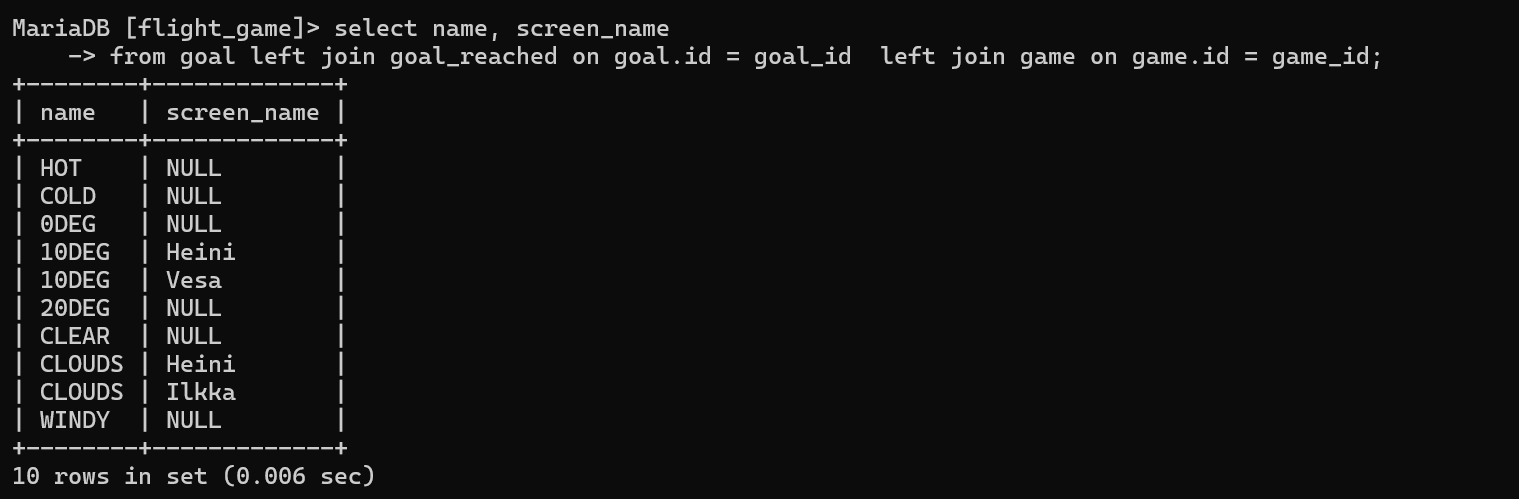 MariaDB [flight_game]> select name, screen_name
    -> from goal left join goal_reached on goal.id = goal_id  left join game on game.id = game_id;
+--------+-------------+
| name   | screen_name |
+--------+-------------+
| HOT    | NULL        |
| COLD   | NULL        |
| 0DEG   | NULL        |
| 10DEG  | Heini       |
| 10DEG  | Vesa        |
| 20DEG  | NULL        |
| CLEAR  | NULL        |
| CLOUDS | Heini       |
| CLOUDS | Ilkka       |
| WINDY  | NULL        |
+--------+-------------+
10 rows in set (0.006 sec)